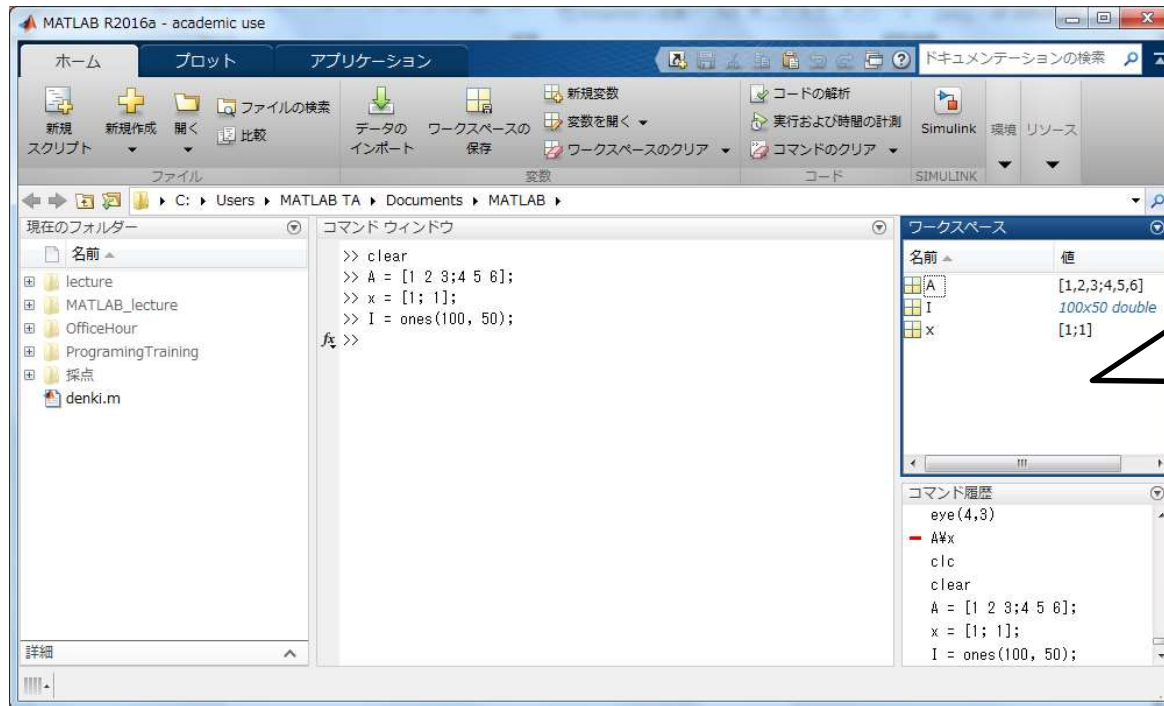 MATLAB R2016a - academic use
ホーム プロット アプリケーション ドキュメンテーションの検索
新規スクリプト
新規作成
開く
ファイルの検索
比較
ファイル
データのインポート
ワークスペースの保存
新規変数
変数を開く
ワークスペースのクリア
変数
コードの解析
実行および時間の計測
コマンドのクリア
コード
Simulink
SIMULINK
環境
リソース
C: Users MATLAB TA Documents MATLAB
現在のフォルダー
名前
lecture
MATLAB_lecture
OfficeHour
ProgramingTraining
採点
denki.m
詳細
コマンド ウィンドウ
>> clear
>> A = [1 2 3;4 5 6];
>> x = [1; 1];
>> I = ones(100, 50);
fx >>
ワークスペース
名前 値
A [1,2,3;4,5,6]
I 100x50 double
x [1;1]
コマンド履歴
eye(4,3)
A¥x
clc
clear
A = [1 2 3;4 5 6];
x = [1; 1];
I = ones(100, 50);